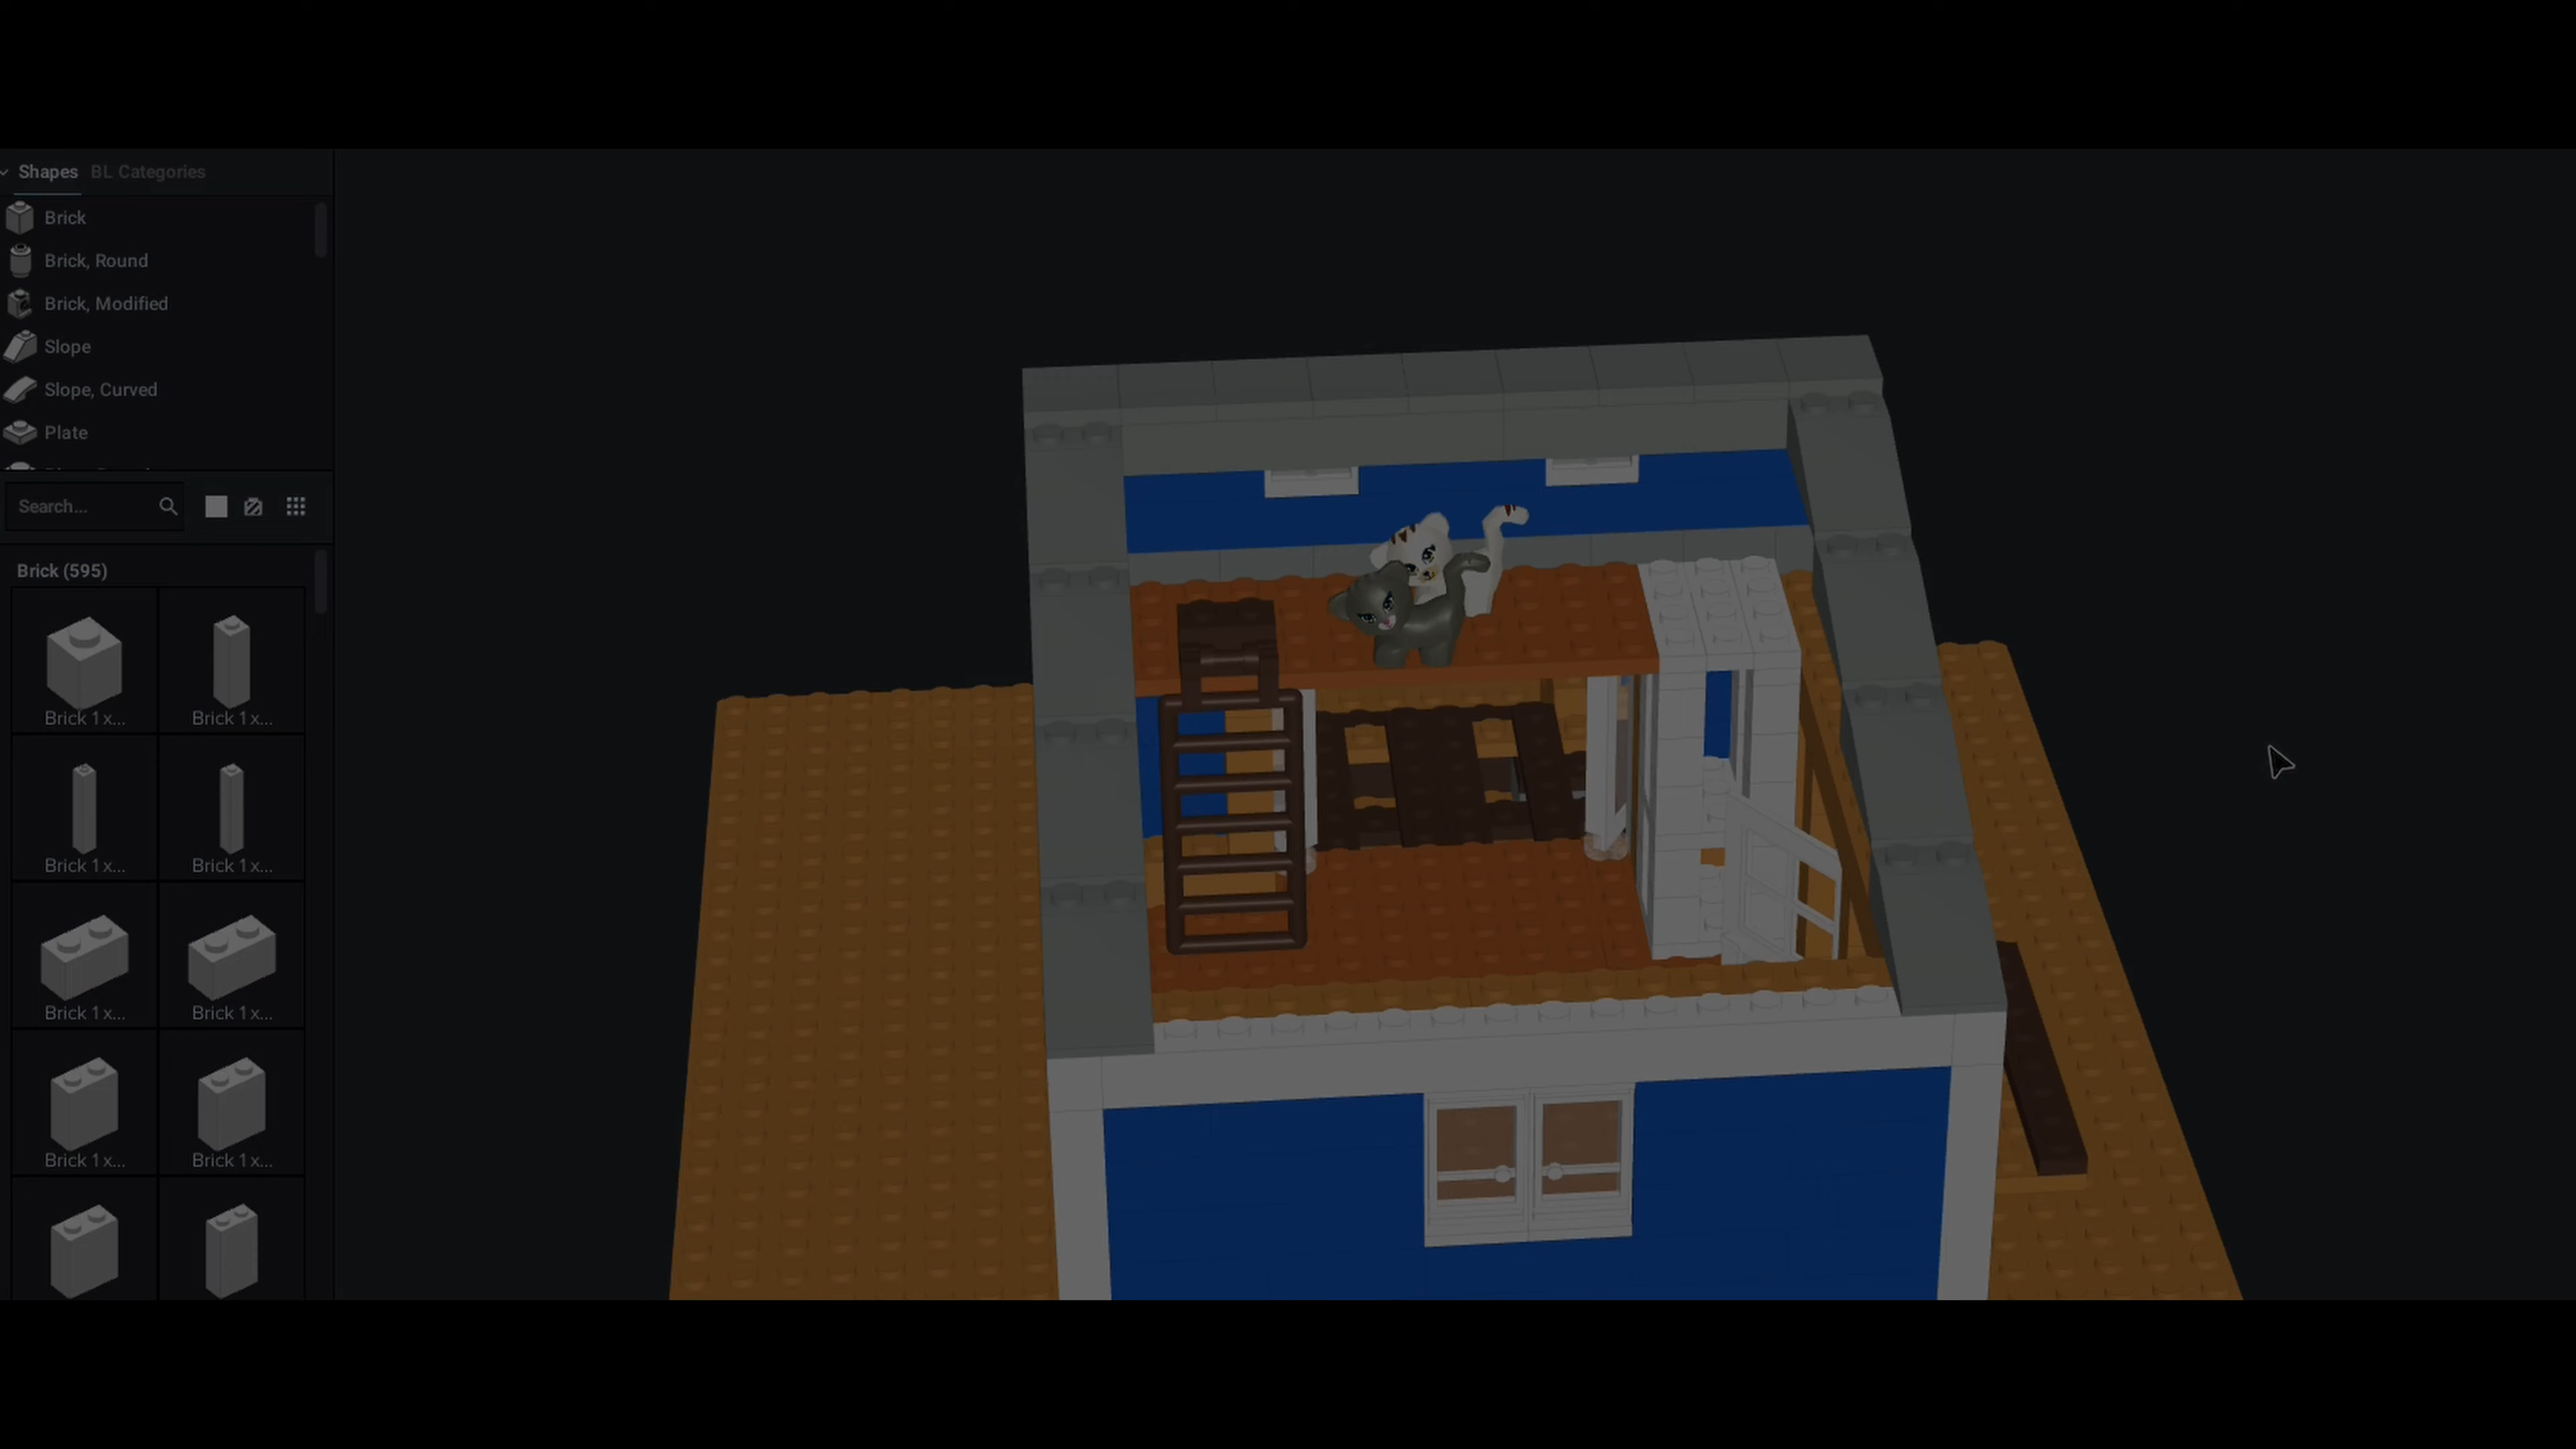 Shapes BL Categories
Brick
Brick, Round
Brick, Modified
Slope
Slope, Curved
Plate
Search...
Brick (595)
Brick 1 x... Brick 1 x...
Brick 1 x... Brick 1 x...
Brick 1 x... Brick 1 x...
Brick 1 x... Brick 1 x...